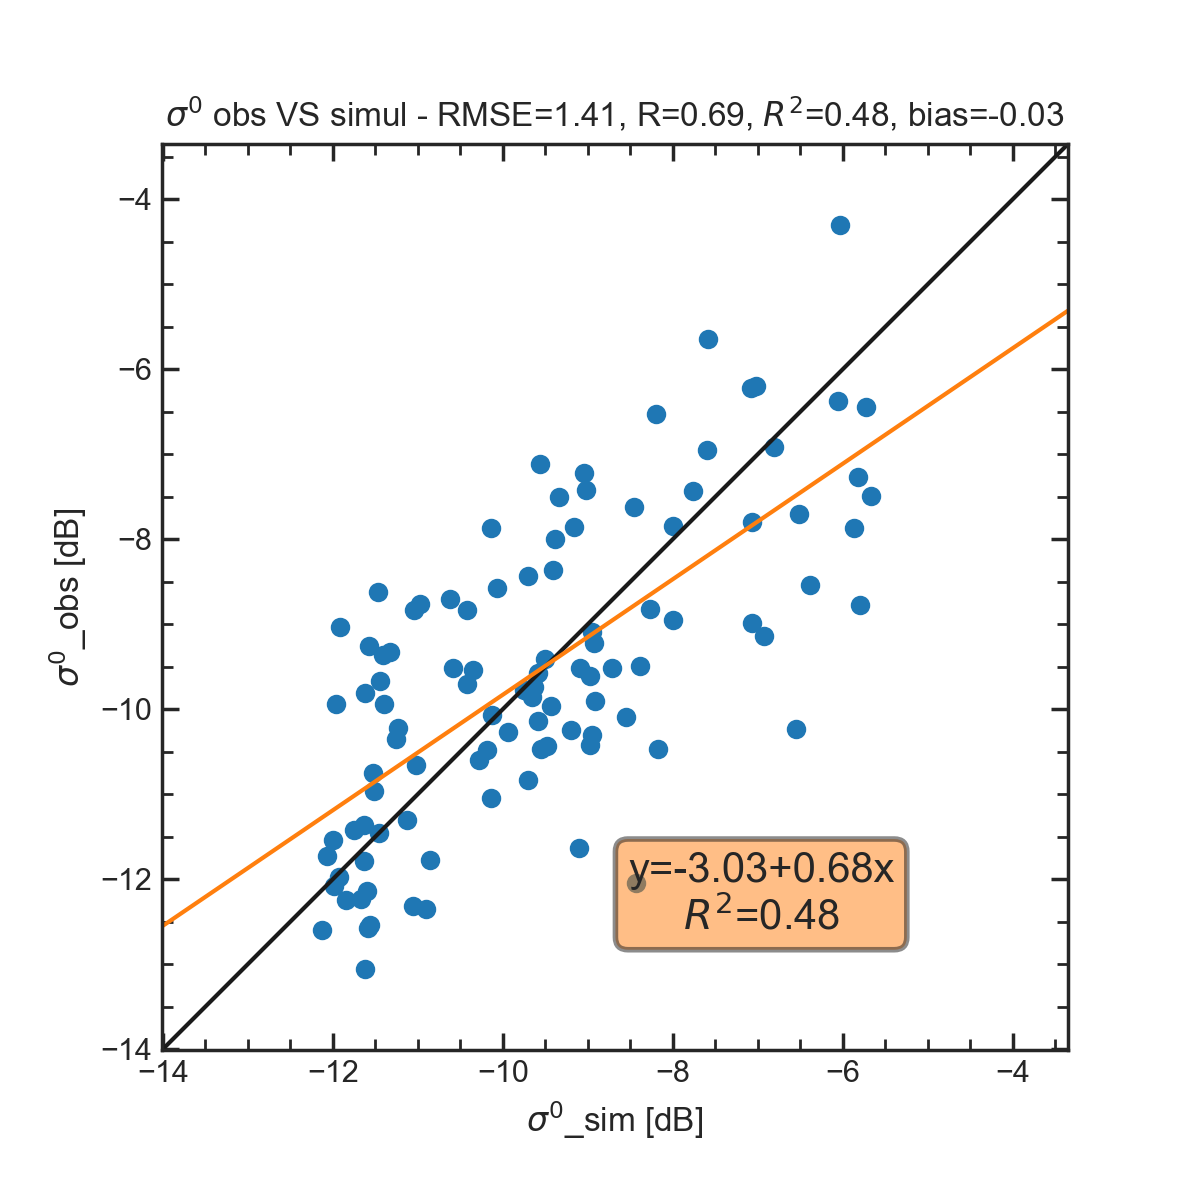 σ⁰ obs VS simul - RMSE=1.41, R=0.69, R²=0.48, bias=-0.03
−4
−6
−8
−10
−12
−14
σ⁰_obs [dB]
y=-3.03+0.68x
R²=0.48
−14 −12 −10 −8 −6 −4
σ⁰_sim [dB]